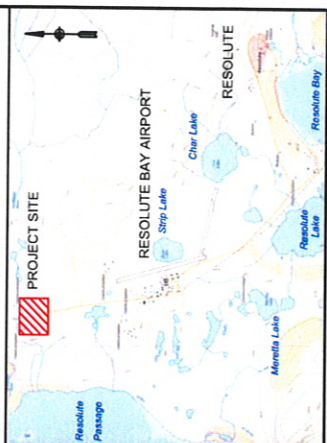 PROJECT SITE
RESOLUTE BAY AIRPORT
Strip Lake
Char Lake
RESOLUTE
Resolute
Passage
Meretta Lake
Resolute
Lake
Resolute Bay